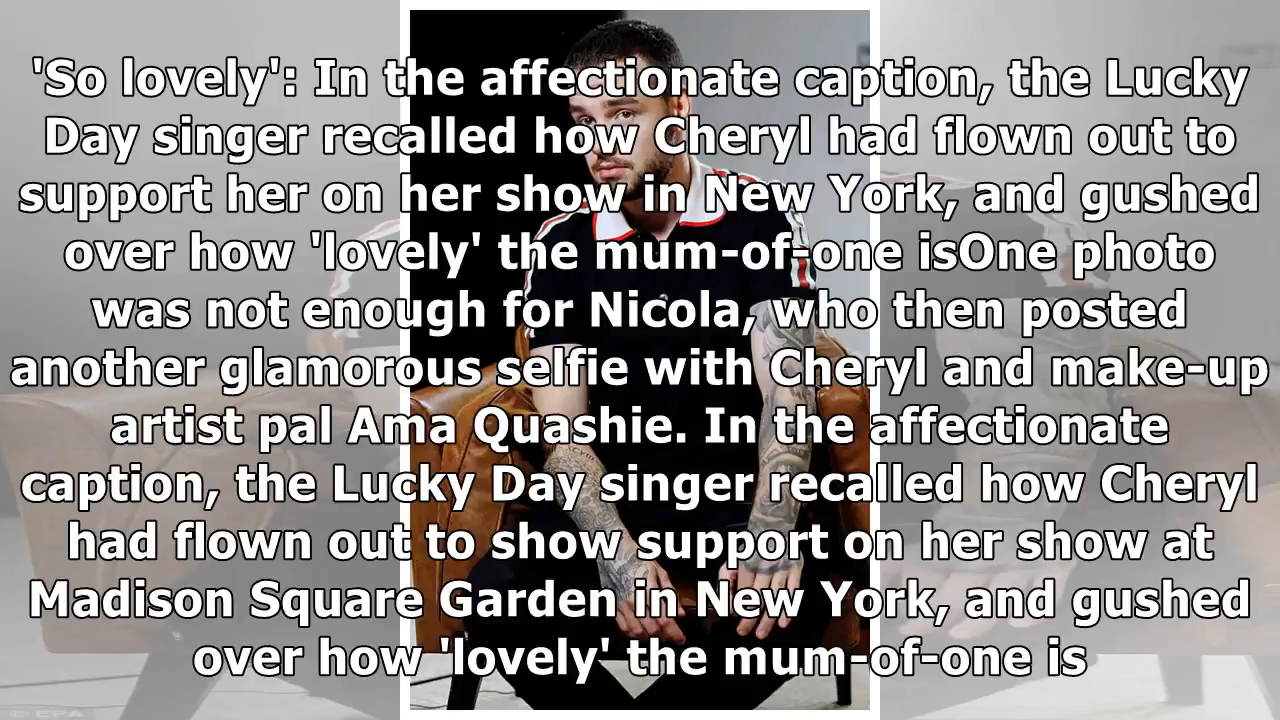 'So lovely': In the affectionate caption, the Lucky
Day singer recalled how Cheryl had flown out to
support her on her show in New York, and gushed
over how 'lovely' the mum-of-one isOne photo
was not enough for Nicola, who then posted
another glamorous selfie with Cheryl and make-up
artist pal Ama Quashie. In the affectionate
caption, the Lucky Day singer recalled how Cheryl
had flown out to show support on her show at
Madison Square Garden in New York, and gushed
over how 'lovely' the mum-of-one is
© EPA